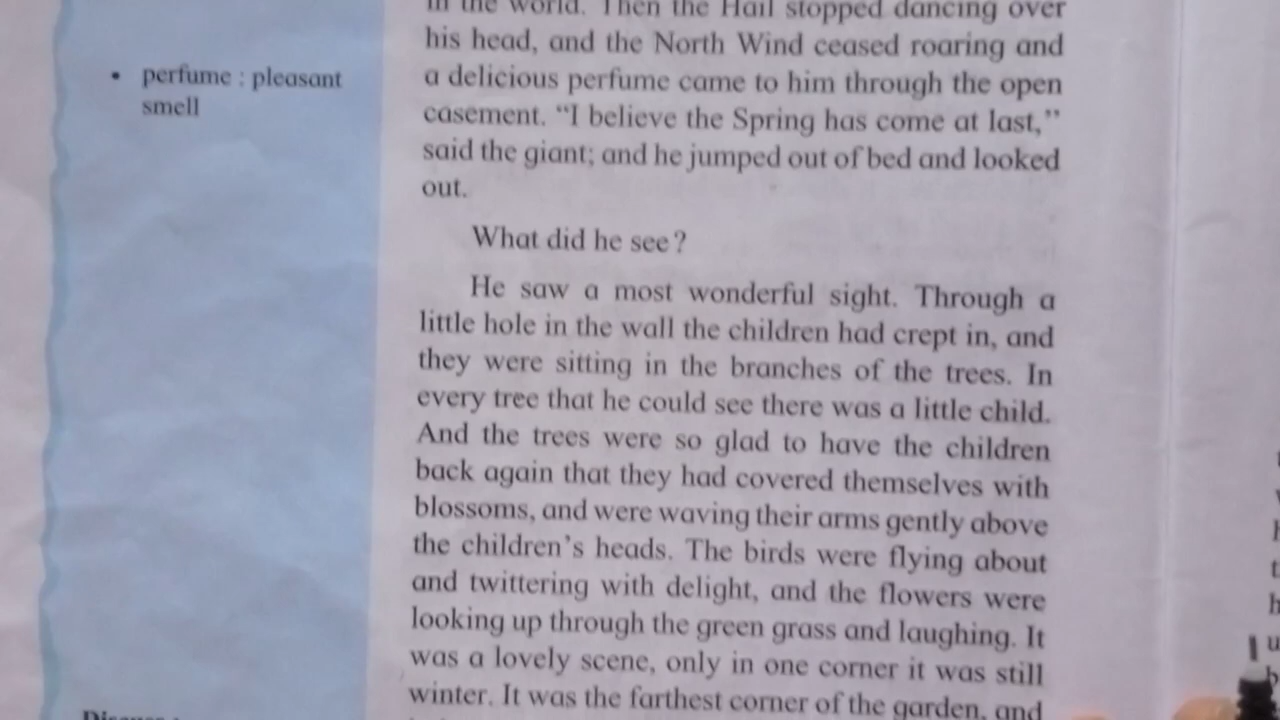 • perfume : pleasant
smell
in the world. Then the Hail stopped dancing over
his head, and the North Wind ceased roaring and
a delicious perfume came to him through the open
casement. “I believe the Spring has come at last,”
said the giant; and he jumped out of bed and looked
out.
What did he see?
He saw a most wonderful sight. Through a
little hole in the wall the children had crept in, and
they were sitting in the branches of the trees. In
every tree that he could see there was a little child.
And the trees were so glad to have the children
back again that they had covered themselves with
blossoms, and were waving their arms gently above
the children’s heads. The birds were flying about
and twittering with delight, and the flowers were
looking up through the green grass and laughing. It
was a lovely scene, only in one corner it was still
winter. It was the farthest corner of the garden, and